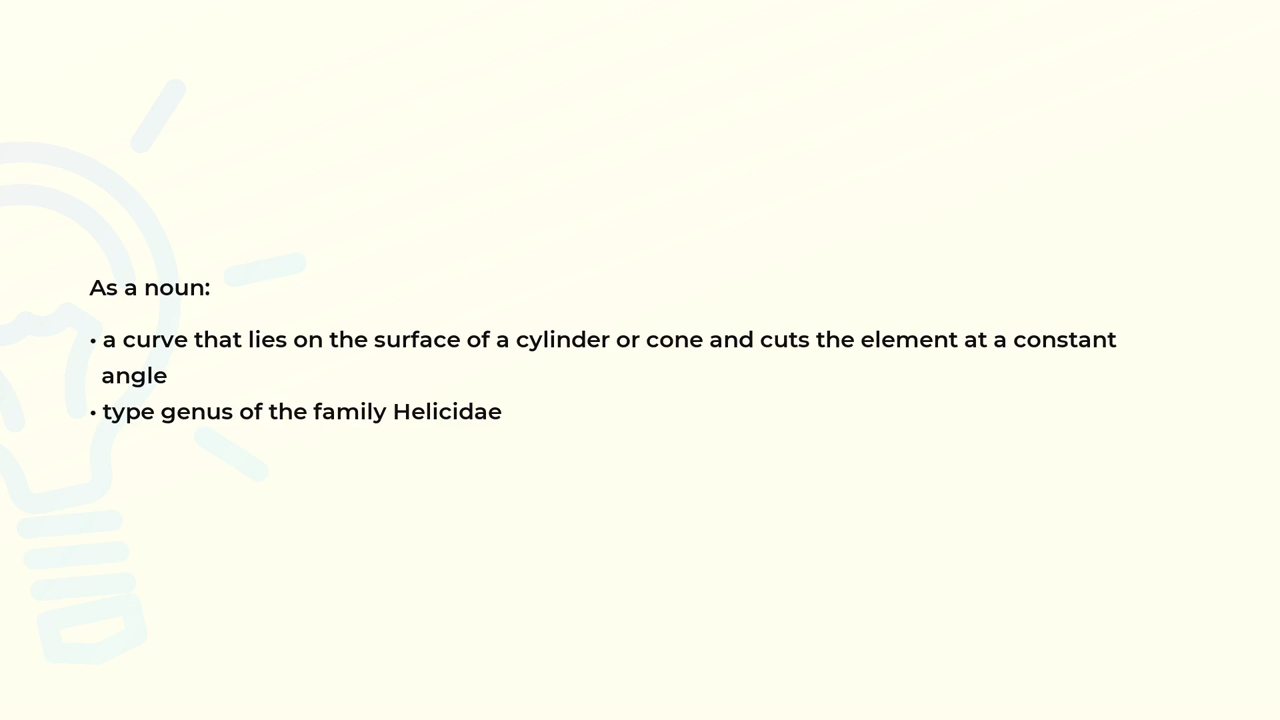 As a noun:
• a curve that lies on the surface of a cylinder or cone and cuts the element at a constant
angle
• type genus of the family Helicidae